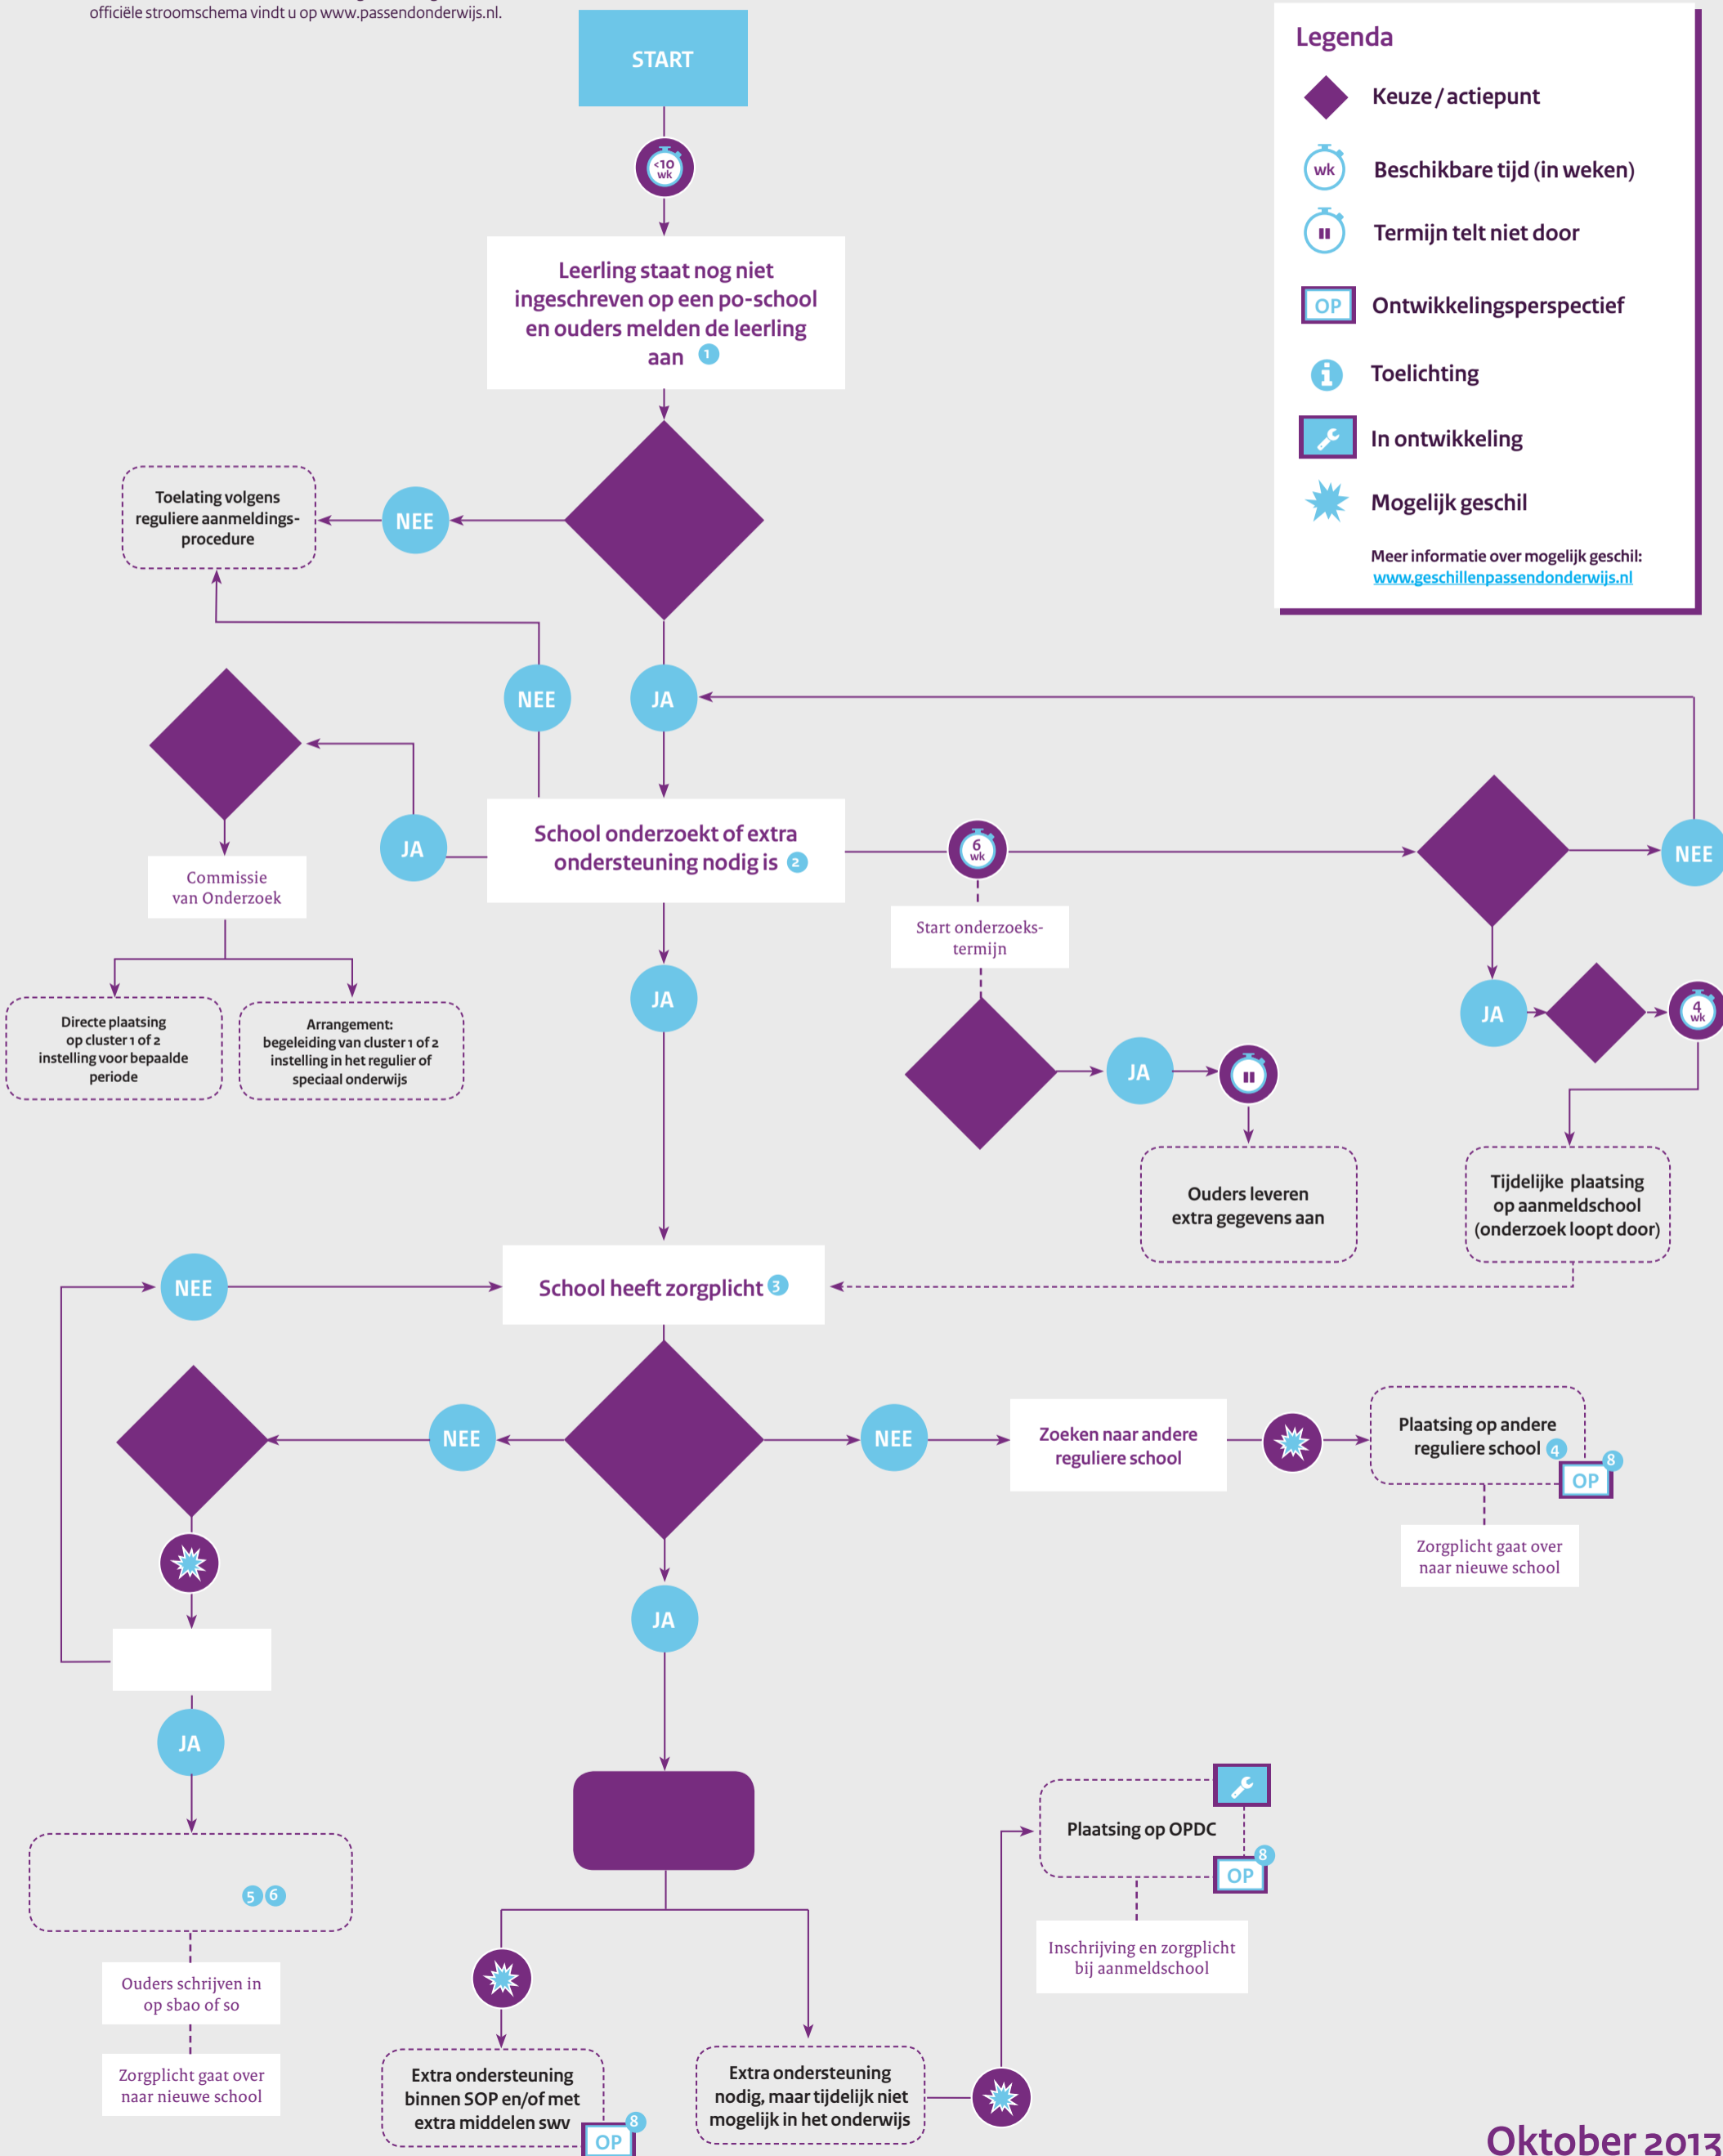 officiële stroomschema vindt u op www.passendonderwijs.nl.
START
<10
wk
Leerling staat nog niet
ingeschreven op een po-school
en ouders melden de leerling
aan 1
Legenda
Keuze / actiepunt
wk
Beschikbare tijd (in weken)
Termijn telt niet door
OP
Ontwikkelingsperspectief
i
Toelichting
In ontwikkeling
Mogelijk geschil
Meer informatie over mogelijk geschil:
www.geschillenpassendonderwijs.nl
Toelating volgens
reguliere aanmeldings-
procedure
NEE
NEE
JA
JA
School onderzoekt of extra
ondersteuning nodig is 2
6
wk
NEE
Commissie
van Onderzoek
Start onderzoeks-
termijn
Directe plaatsing
op cluster 1 of 2
instelling voor bepaalde
periode
Arrangement:
begeleiding van cluster 1 of 2
instelling in het regulier of
speciaal onderwijs
JA
JA
JA
4
wk
Ouders leveren
extra gegevens aan
Tijdelijke plaatsing
op aanmeldschool
(onderzoek loopt door)
NEE
School heeft zorgplicht 3
NEE
NEE
Zoeken naar andere
reguliere school
Plaatsing op andere
reguliere school 4
OP
8
Zorgplicht gaat over
naar nieuwe school
JA
JA
5 6
Ouders schrijven in
op sbao of so
Zorgplicht gaat over
naar nieuwe school
Plaatsing op OPDC
OP
8
Inschrijving en zorgplicht
bij aanmeldschool
Extra ondersteuning
binnen SOP en/of met
extra middelen swv
OP
8
Extra ondersteuning
nodig, maar tijdelijk niet
mogelijk in het onderwijs
Oktober 2013